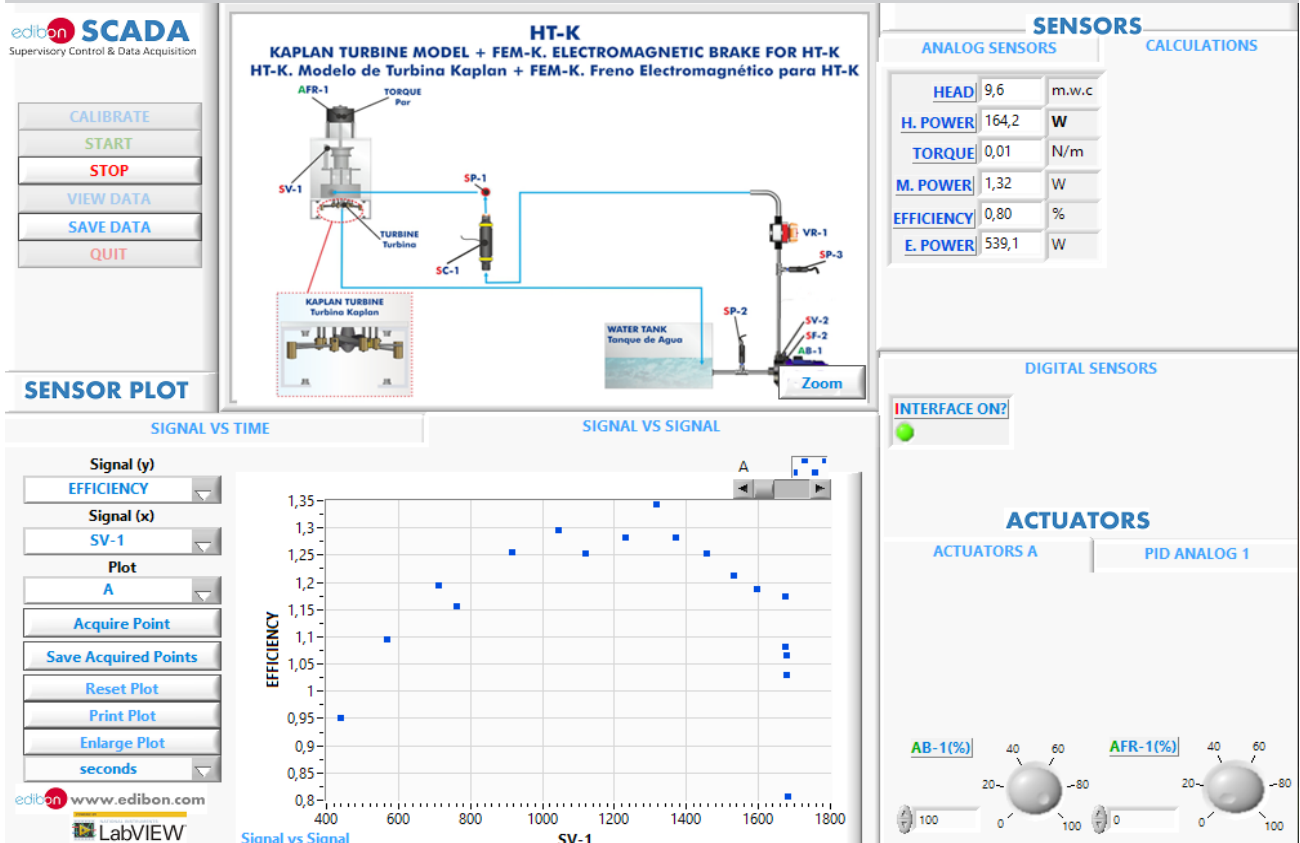 edibon SCADA
Supervisory Control & Data Acquisition
CALIBRATE
START
STOP
VIEW DATA
SAVE DATA
QUIT
SENSOR PLOT
HT-K
KAPLAN TURBINE MODEL + FEM-K. ELECTROMAGNETIC BRAKE FOR HT-K
HT-K. Modelo de Turbina Kaplan + FEM-K. Freno Electromagnético para HT-K
AFR-1
TORQUE
Par
SV-1
SP-1
TURBINE
Turbina
SC-1
VR-1
SP-3
KAPLAN TURBINE
Turbina Kaplan
WATER TANK
Tanque de Agua
SP-2
SV-2
SF-2
AB-1
Zoom
SENSORS
ANALOG SENSORS
CALCULATIONS
HEAD 9,6 m.w.c
H. POWER 164,2 W
TORQUE 0,01 N/m
M. POWER 1,32 W
EFFICIENCY 0,80 %
E. POWER 539,1 W
DIGITAL SENSORS
INTERFACE ON?
SIGNAL VS TIME
SIGNAL VS SIGNAL
Signal (y)
EFFICIENCY
Signal (x)
SV-1
Plot
A
Acquire Point
Save Acquired Points
Reset Plot
Print Plot
Enlarge Plot
seconds
edibon www.edibon.com
LabVIEW
A
EFFICIENCY
1,35
1,3
1,25
1,2
1,15
1,1
1,05
1
0,95
0,9
0,85
0,8
400 600 800 1000 1200 1400 1600 1800
Signal vs Signal
SV-1
ACTUATORS
ACTUATORS A
PID ANALOG 1
AB-1(%)
100
0 20 40 60 80 100
AFR-1(%)
0
0 20 40 60 80 100